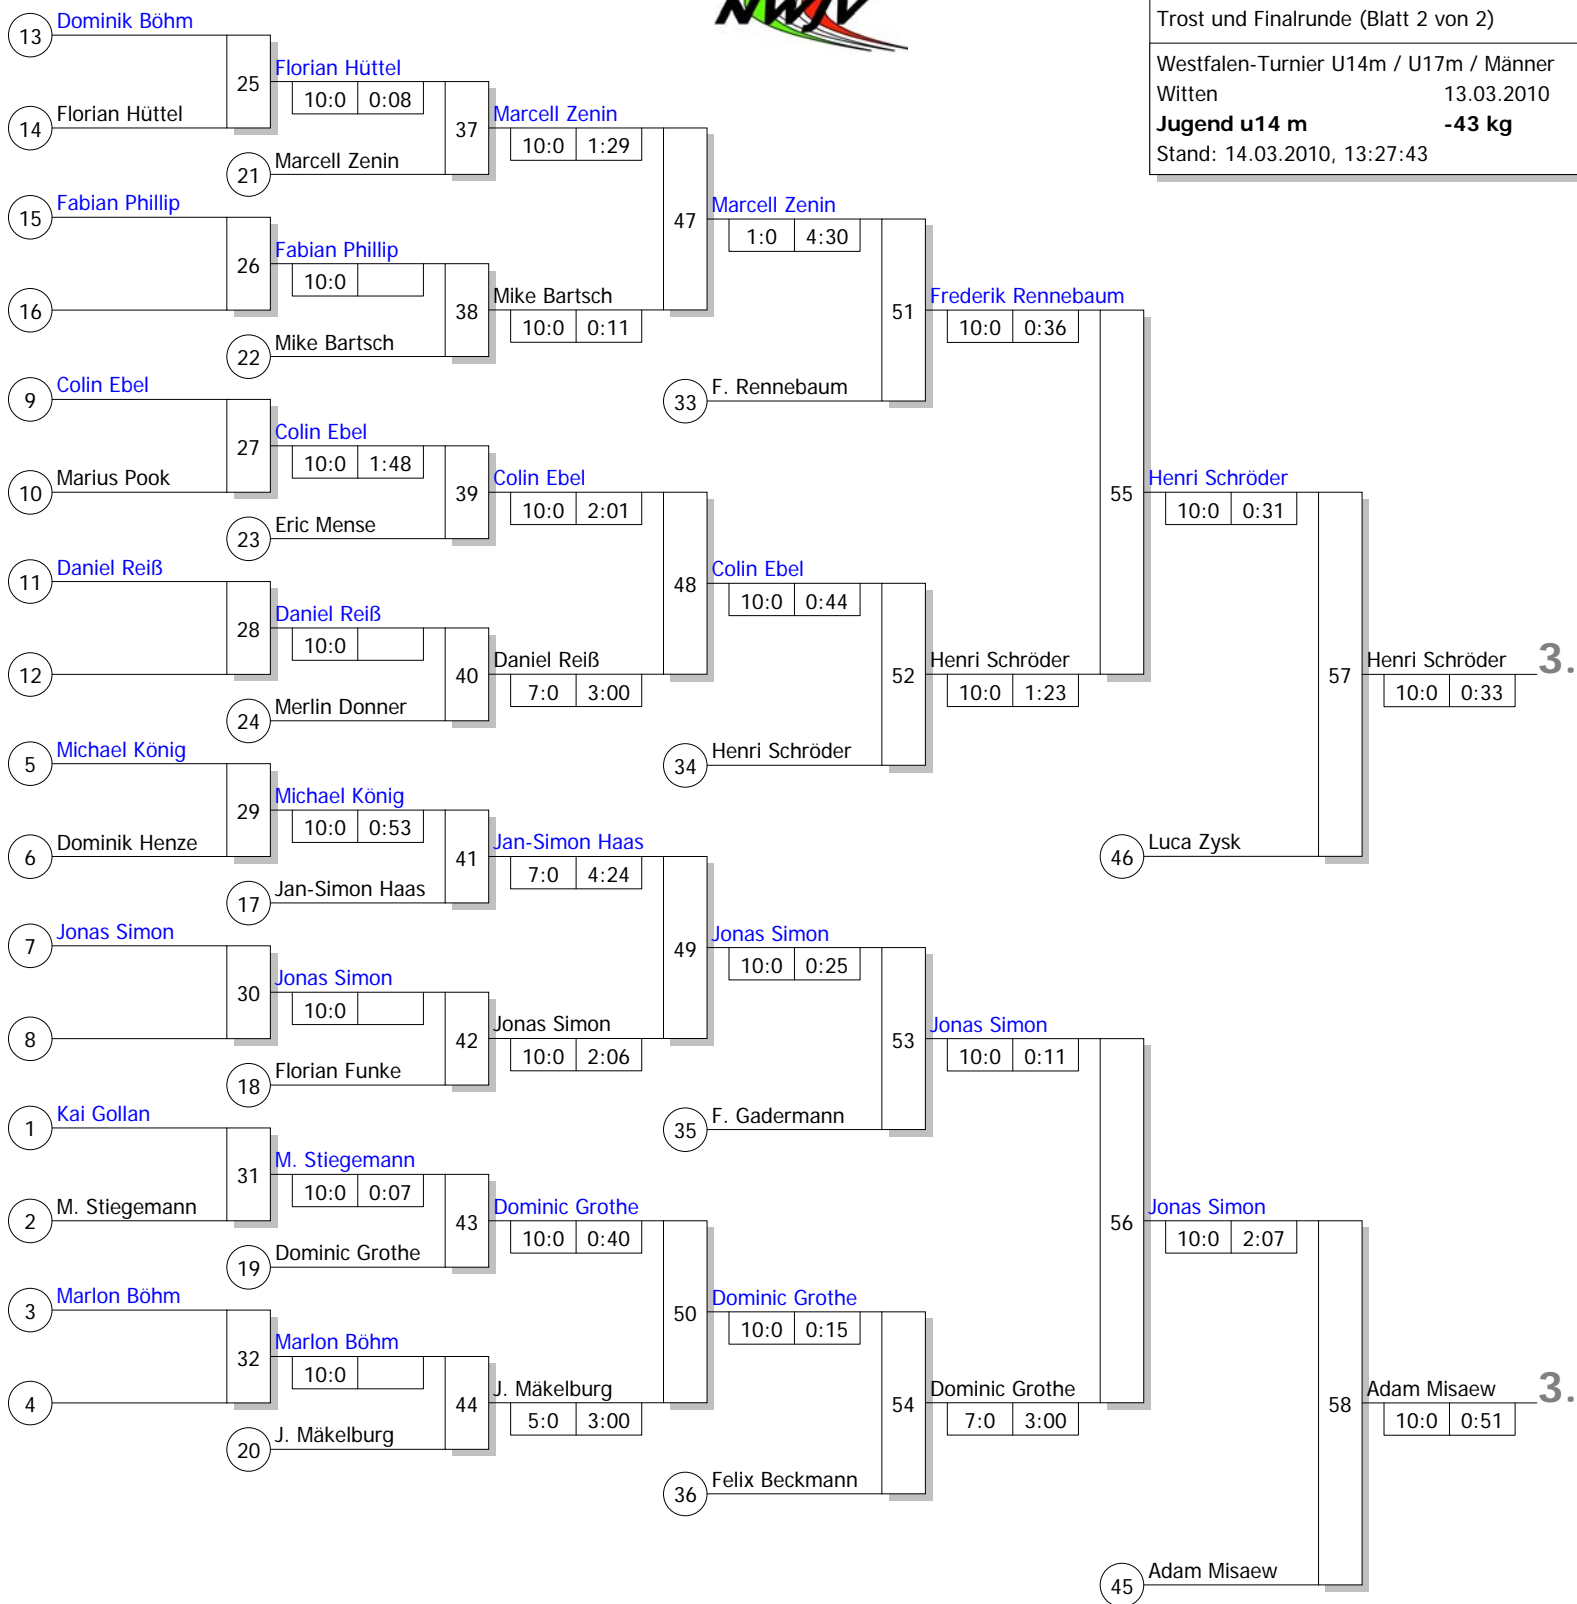 NWJV
Trost und Finalrunde (Blatt 2 von 2)
Westfalen-Turnier U14m / U17m / Männer
Witten 13.03.2010
Jugend u14 m -43 kg
Stand: 14.03.2010, 13:27:43
13 Dominik Böhm
25 Florian Hüttel
10:0 0:08
14 Florian Hüttel
37 Marcell Zenin
10:0 1:29
21 Marcell Zenin
15 Fabian Phillip
47 Marcell Zenin
1:0 4:30
26 Fabian Phillip
10:0
16
38 Mike Bartsch
10:0 0:11
22 Mike Bartsch
51 Frederik Rennebaum
10:0 0:36
9 Colin Ebel
33 F. Rennebaum
27 Colin Ebel
10:0 1:48
10 Marius Pook
39 Colin Ebel
10:0 2:01
23 Eric Mense
55 Henri Schröder
10:0 0:31
11 Daniel Reiß
48 Colin Ebel
10:0 0:44
28 Daniel Reiß
10:0
12
40 Daniel Reiß
7:0 3:00
24 Merlin Donner
52 Henri Schröder
10:0 1:23
57 Henri Schröder 3.
10:0 0:33
5 Michael König
34 Henri Schröder
29 Michael König
10:0 0:53
6 Dominik Henze
41 Jan-Simon Haas
7:0 4:24
46 Luca Zysk
17 Jan-Simon Haas
7 Jonas Simon
49 Jonas Simon
10:0 0:25
30 Jonas Simon
10:0
8
42 Jonas Simon
10:0 2:06
18 Florian Funke
53 Jonas Simon
10:0 0:11
1 Kai Gollan
35 F. Gadermann
31 M. Stiegemann
10:0 0:07
2 M. Stiegemann
43 Dominic Grothe
10:0 0:40
19 Dominic Grothe
56 Jonas Simon
10:0 2:07
3 Marlon Böhm
50 Dominic Grothe
10:0 0:15
32 Marlon Böhm
10:0
4
44 J. Mäkelburg
5:0 3:00
20 J. Mäkelburg
54 Dominic Grothe
7:0 3:00
58 Adam Misaew 3.
10:0 0:51
36 Felix Beckmann
45 Adam Misaew